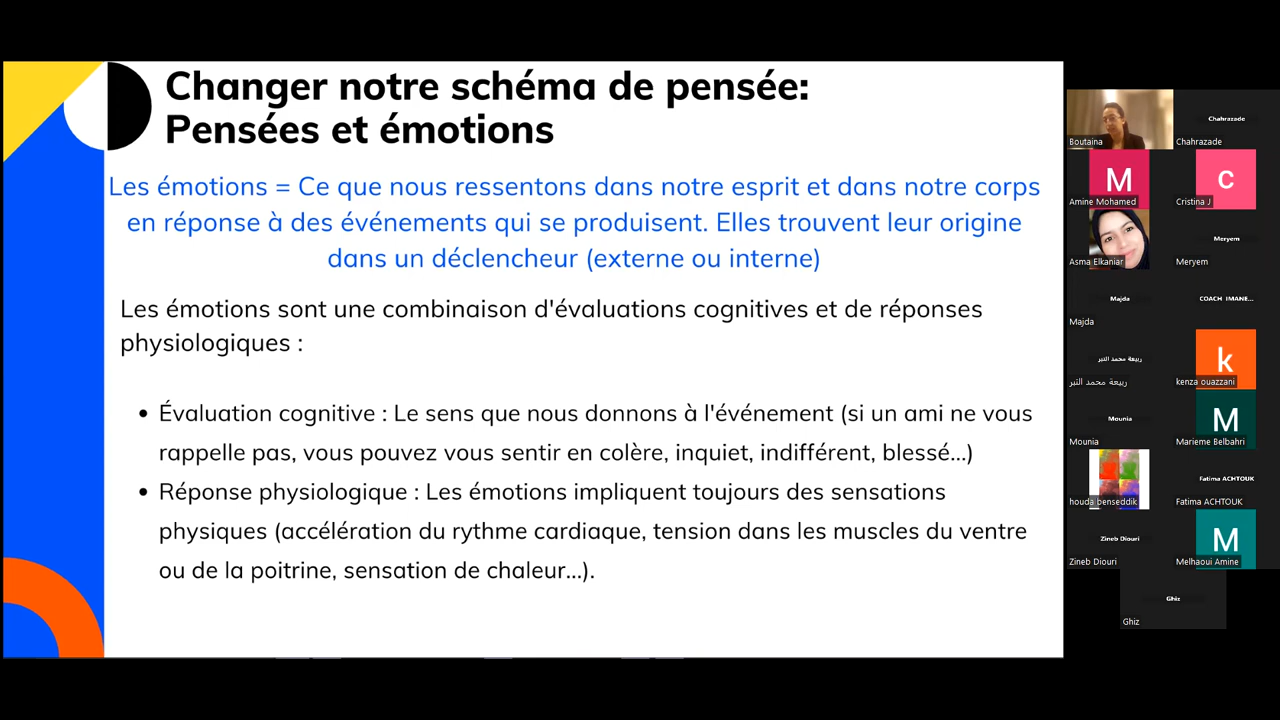 Changer notre schéma de pensée:
Pensées et émotions
Les émotions = Ce que nous ressentons dans notre esprit et dans notre corps
en réponse à des événements qui se produisent. Elles trouvent leur origine
dans un déclencheur (externe ou interne)
Les émotions sont une combinaison d'évaluations cognitives et de réponses
physiologiques :
• Évaluation cognitive : Le sens que nous donnons à l'événement (si un ami ne vous
rappelle pas, vous pouvez vous sentir en colère, inquiet, indifférent, blessé...)
• Réponse physiologique : Les émotions impliquent toujours des sensations
physiques (accélération du rythme cardiaque, tension dans les muscles du ventre
ou de la poitrine, sensation de chaleur...).
Boutaina
Chahrazade
Chahrazade
M
Amine Mohamed
C
Cristina J
Asma Elkaniar
Meryem
Meryem
Majda
Majda
COACH IMANE...
ربيعة محمد التير
ربيعة محمد التير
k
kenza ouazzani
Mounia
Mounia
M
Marieme Belbahri
houda benseddik
Fatima ACHTOUK
Fatima ACHTOUK
Zineb Diouri
Zineb Diouri
M
Melhaoui Amine
Ghiz
Ghiz